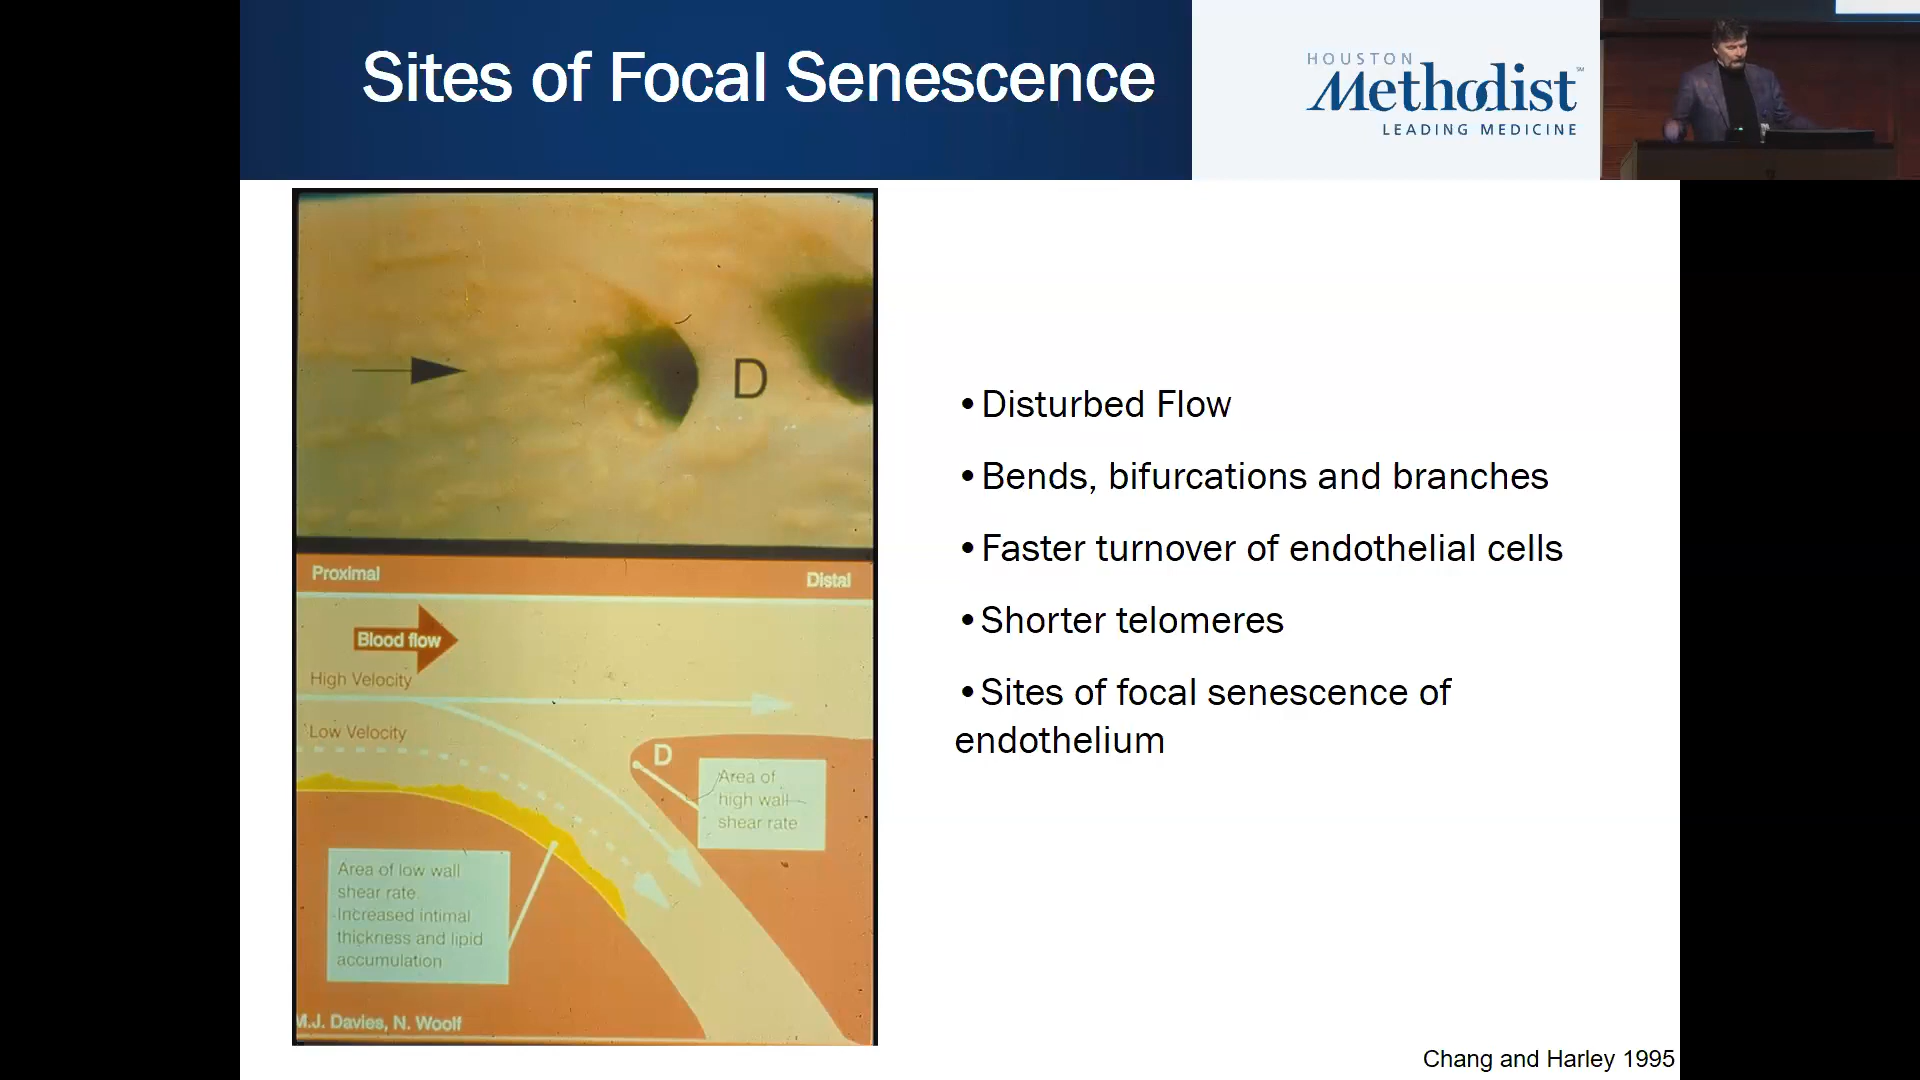 Sites of Focal Senescence
HOUSTON
Methodist
LEADING MEDICINE
D
Proximal
Distal
Blood flow
High Velocity
Low Velocity
D
Area of
high wall
shear rate
Area of low wall
shear rate.
Increased intimal
thickness and lipid
accumulation
M.J. Davies, N. Woolf
•Disturbed Flow
•Bends, bifurcations and branches
•Faster turnover of endothelial cells
•Shorter telomeres
•Sites of focal senescence of
endothelium
Chang and Harley 1995